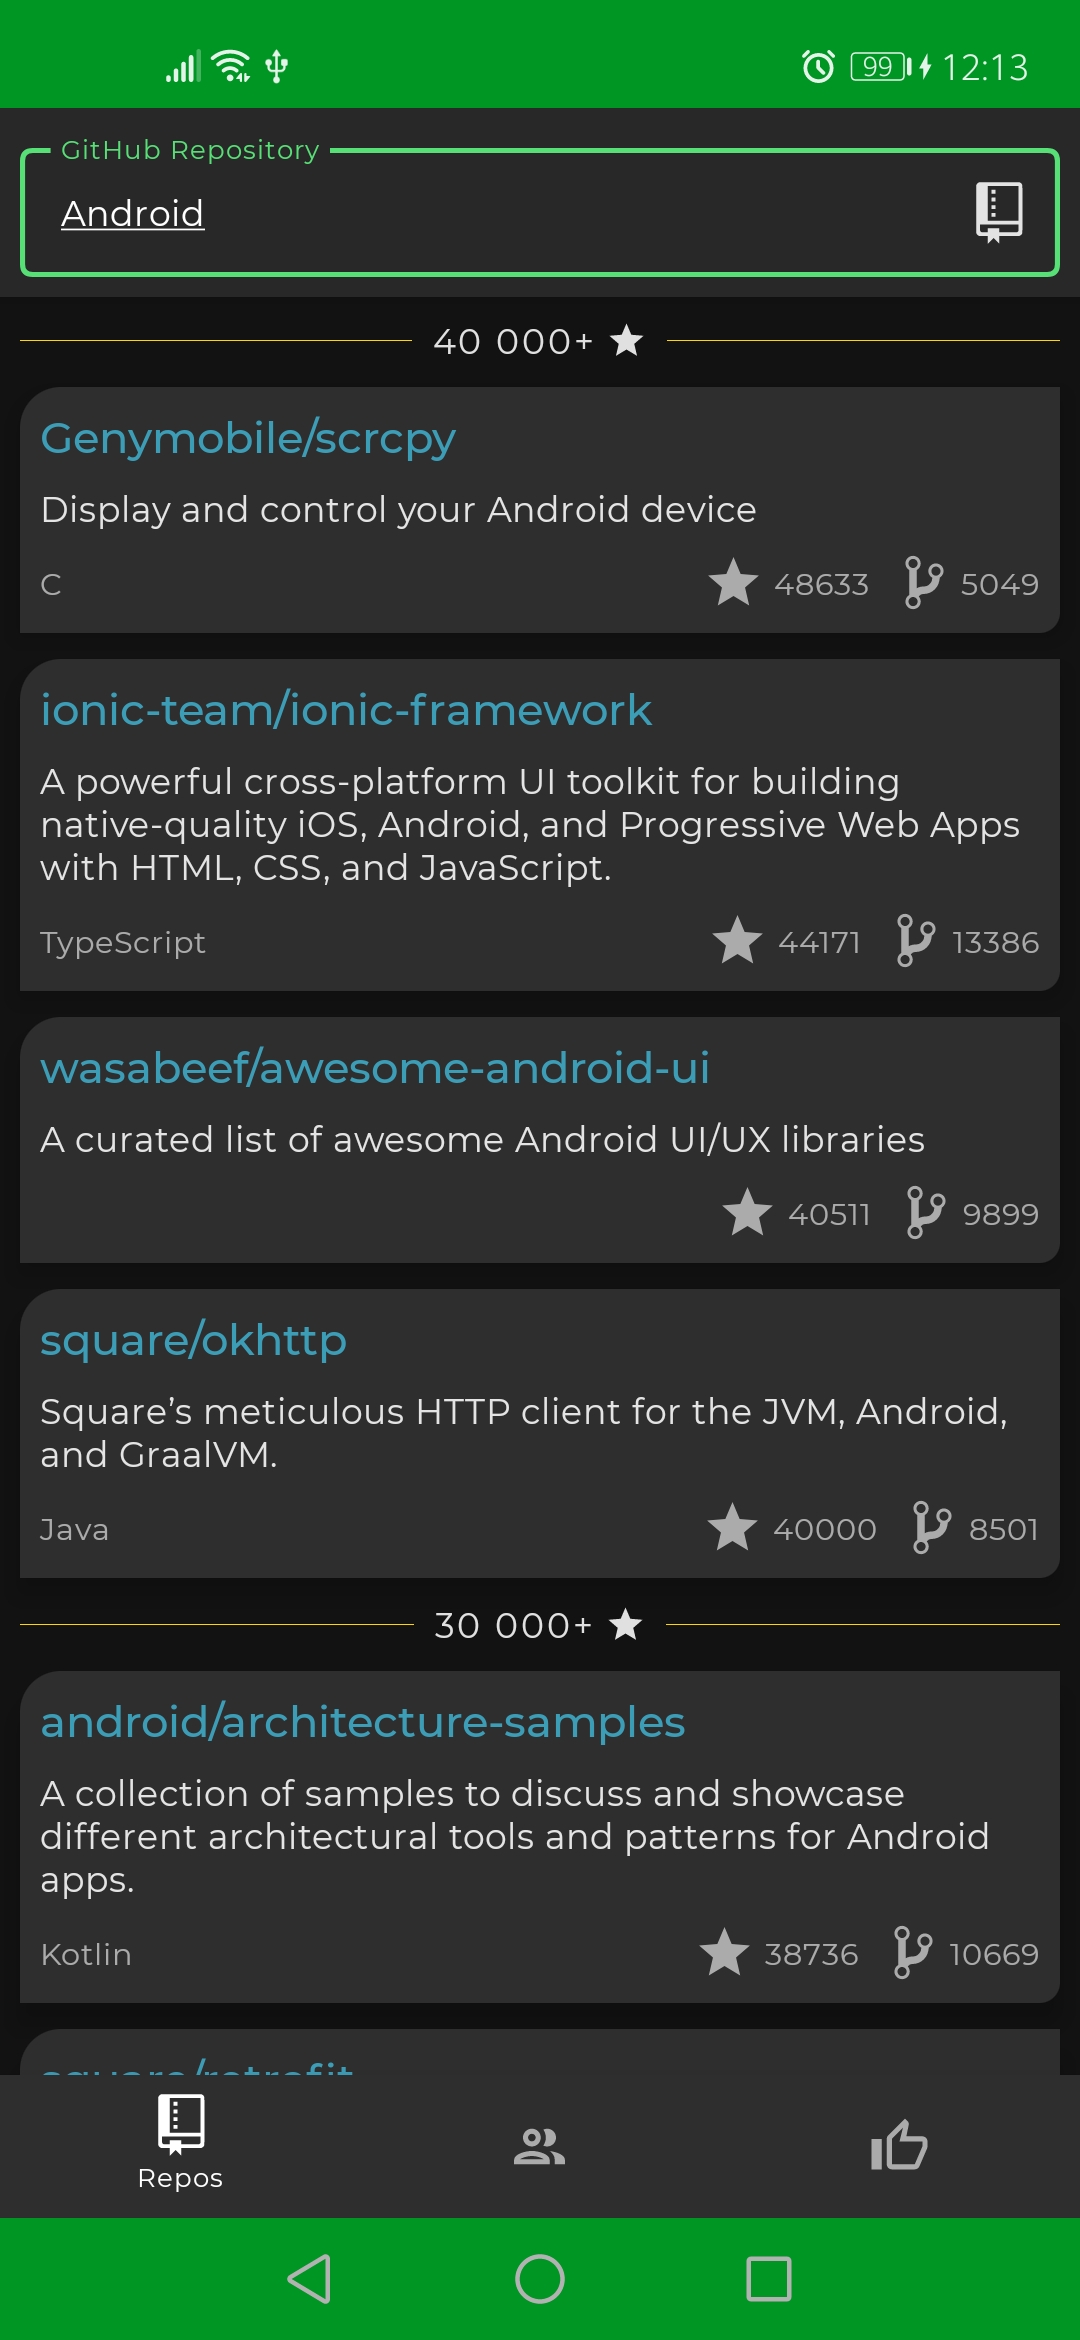 99 12:13
GitHub Repository
Android
40 000+
Genymobile/scrcpy
Display and control your Android device
C 48633 5049
ionic-team/ionic-framework
A powerful cross-platform UI toolkit for building
native-quality iOS, Android, and Progressive Web Apps
with HTML, CSS, and JavaScript.
TypeScript 44171 13386
wasabeef/awesome-android-ui
A curated list of awesome Android UI/UX libraries
40511 9899
square/okhttp
Square’s meticulous HTTP client for the JVM, Android,
and GraalVM.
Java 40000 8501
30 000+
android/architecture-samples
A collection of samples to discuss and showcase
different architectural tools and patterns for Android
apps.
Kotlin 38736 10669
square/retrofit
Repos